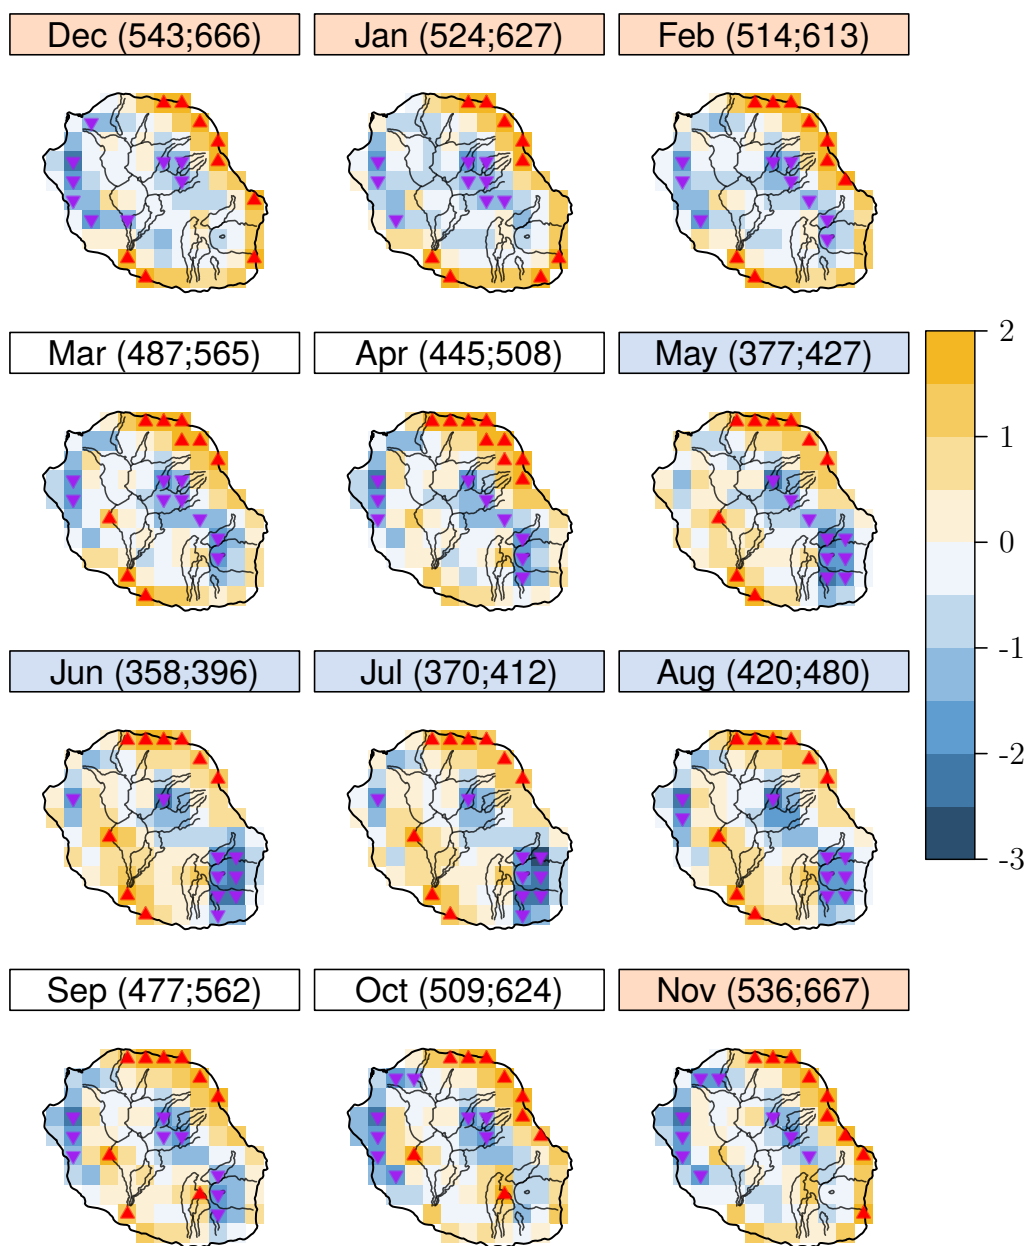 Dec (543;666)
Jan (524;627)
Feb (514;613)
Mar (487;565)
Apr (445;508)
May (377;427)
2
1
0
-1
-2
-3
Jun (358;396)
Jul (370;412)
Aug (420;480)
Sep (477;562)
Oct (509;624)
Nov (536;667)